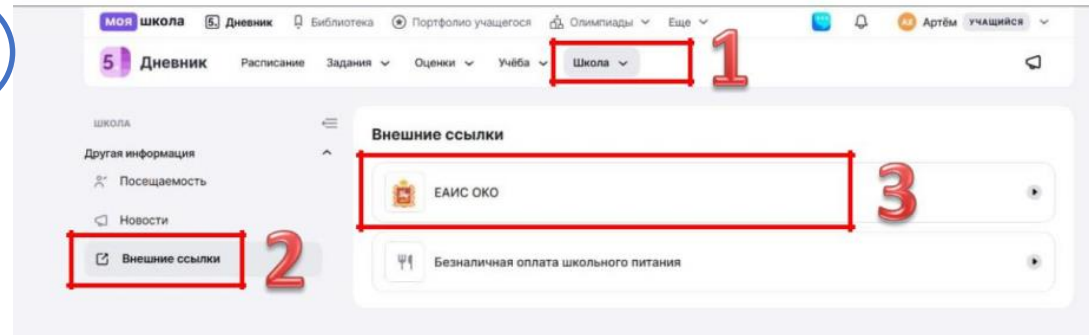 МОЯ школа 5. Дневник Библиотека Портфолио учащегося Олимпиады Еще Артём УЧАЩИЙСЯ
5 Дневник Расписание Задания Оценки Учёба Школа 1
ШКОЛА
Другая информация
Посещаемость
Новости
Внешние ссылки 2
Внешние ссылки
ЕАИС ОКО 3
Безналичная оплата школьного питания